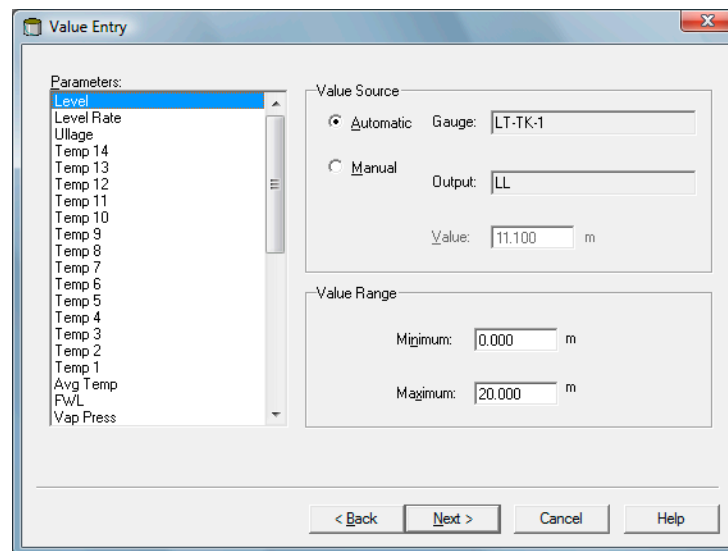 Value Entry
Parameters:
Level
Level Rate
Ullage
Temp 14
Temp 13
Temp 12
Temp 11
Temp 10
Temp 9
Temp 8
Temp 7
Temp 6
Temp 5
Temp 4
Temp 3
Temp 2
Temp 1
Avg Temp
FWL
Vap Press
Value Source
Automatic Gauge: LT-TK-1
Manual
Output: LL
Value: 11.100 m
Value Range
Minimum: 0.000 m
Maximum: 20.000 m
< Back Next > Cancel Help